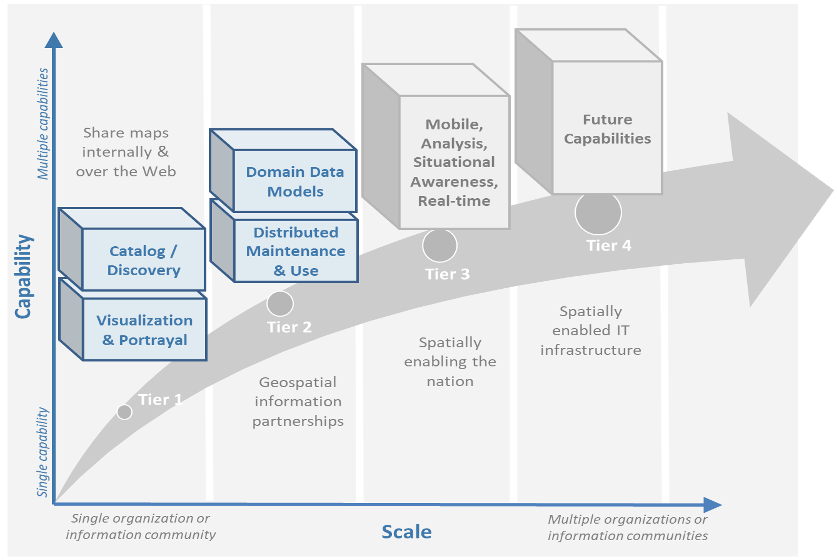 Multiple capabilities
Capability
Single capability
Share maps
internally &
over the Web
Catalog /
Discovery
Visualization
& Portrayal
Tier 1
Domain Data
Models
Distributed
Maintenance
& Use
Tier 2
Geospatial
information
partnerships
Mobile,
Analysis,
Situational
Awareness,
Real-time
Tier 3
Spatially
enabling the
nation
Future
Capabilities
Tier 4
Spatially
enabled IT
infrastructure
Single organization or
information community
Scale
Multiple organizations or
information communities